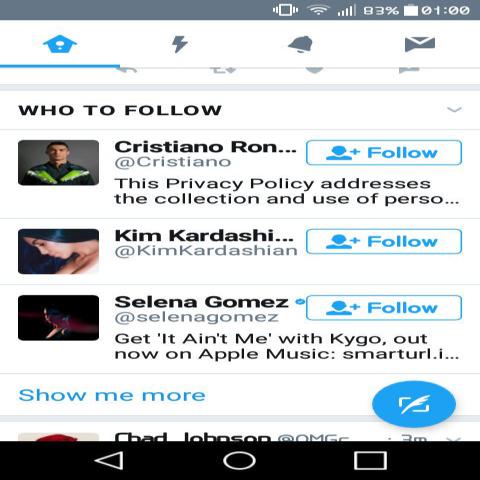 83% 01:00
WHO TO FOLLOW
Cristiano Ron...
Follow
@Cristiano
This Privacy Policy addresses
the collection and use of perso...
Kim Kardashi...
Follow
@KimKardashian
Selena Gomez
Follow
@selenagomez
Get 'It Ain't Me' with Kygo, out
now on Apple Music: smarturl.i...
Show me more
Chad Johnson @OMGc... · 3m